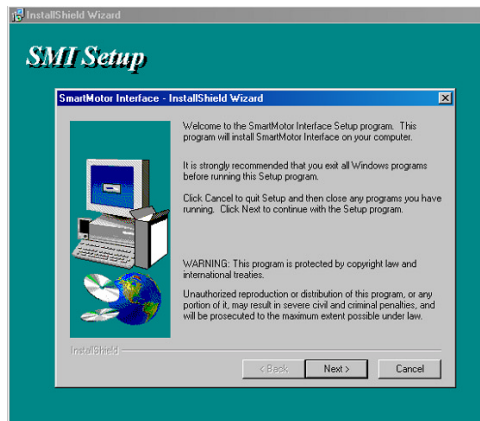 InstallShield Wizard
SMI Setup
SmartMotor Interface - InstallShield Wizard
Welcome to the SmartMotor Interface Setup program. This
program will install SmartMotor Interface on your computer.
It is strongly recommended that you exit all Windows programs
before running this Setup program.
Click Cancel to quit Setup and then close any programs you have
running. Click Next to continue with the Setup program.
WARNING: This program is protected by copyright law and
international treaties.
Unauthorized reproduction or distribution of this program, or any
portion of it, may result in severe civil and criminal penalties, and
will be prosecuted to the maximum extent possible under law.
InstallShield
< Back Next > Cancel